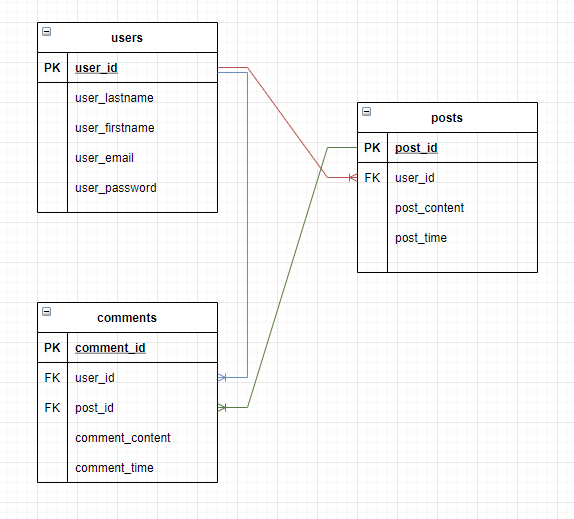 users
PK user_id
user_lastname
user_firstname
user_email
user_password
posts
PK post_id
FK user_id
post_content
post_time
comments
PK comment_id
FK user_id
FK post_id
comment_content
comment_time